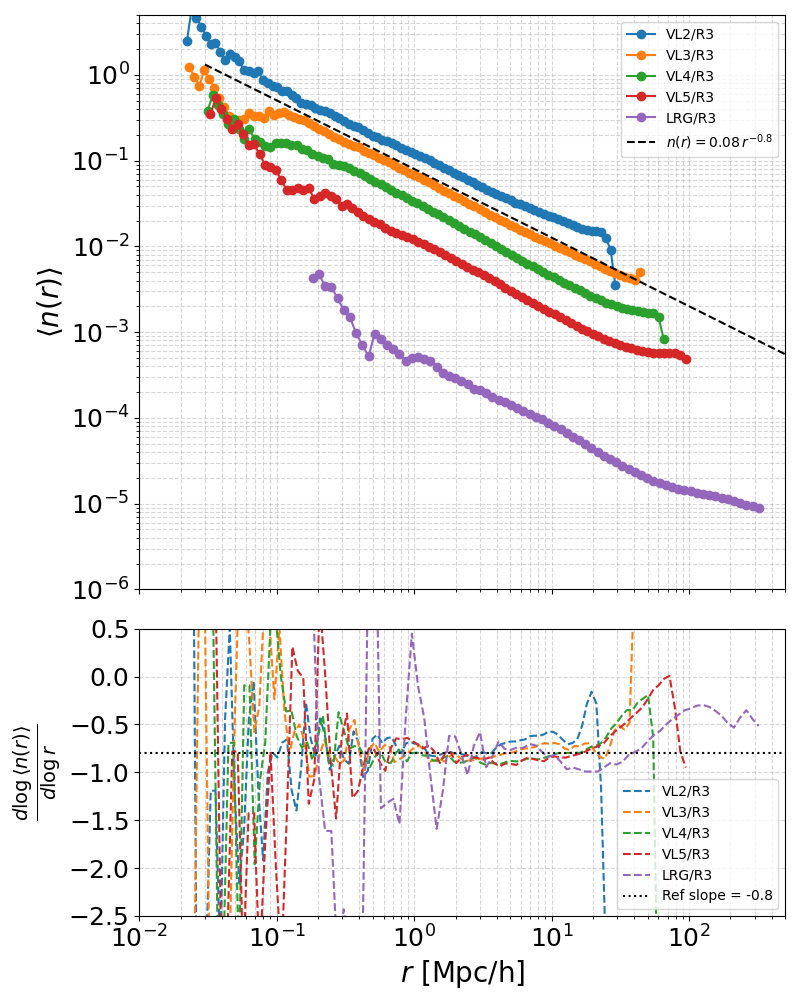 10^0
10^{-1}
10^{-2}
10^{-3}
10^{-4}
10^{-5}
10^{-6}
⟨n(r)⟩
VL2/R3
VL3/R3
VL4/R3
VL5/R3
LRG/R3
n(r) = 0.08 r^{-0.8}
0.5
0.0
−0.5
−1.0
−1.5
−2.0
−2.5
d log ⟨n(r)⟩
d log r
VL2/R3
VL3/R3
VL4/R3
VL5/R3
LRG/R3
Ref slope = -0.8
10^{-2} 10^{-1} 10^0 10^1 10^2
r [Mpc/h]